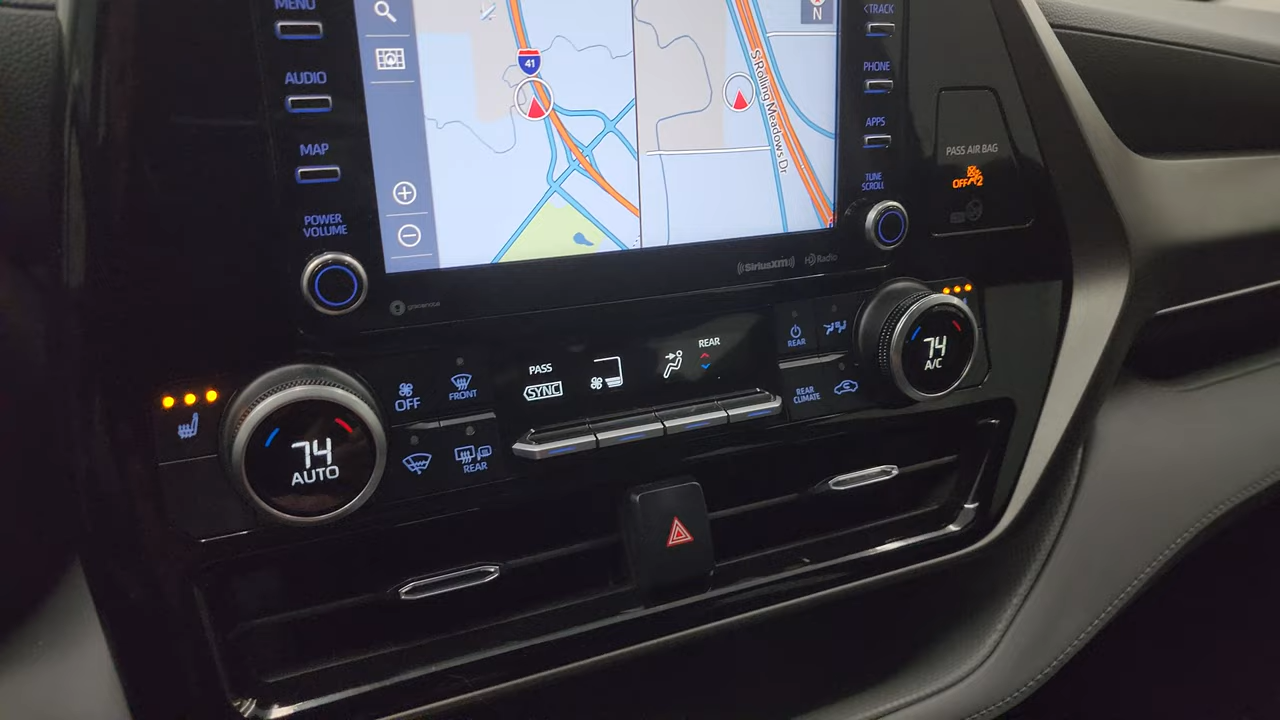 MENU
AUDIO
MAP
POWER
VOLUME
41
S Rolling Meadows Dr
N
<TRACK
PHONE
APPS
TUNE
SCROLL
PASS AIR BAG
OFF
2
((SiriusXM))
HD Radio
74
AUTO
OFF
FRONT
REAR
PASS
SYNC
REAR
REAR
REAR
CLIMATE
74
A/C